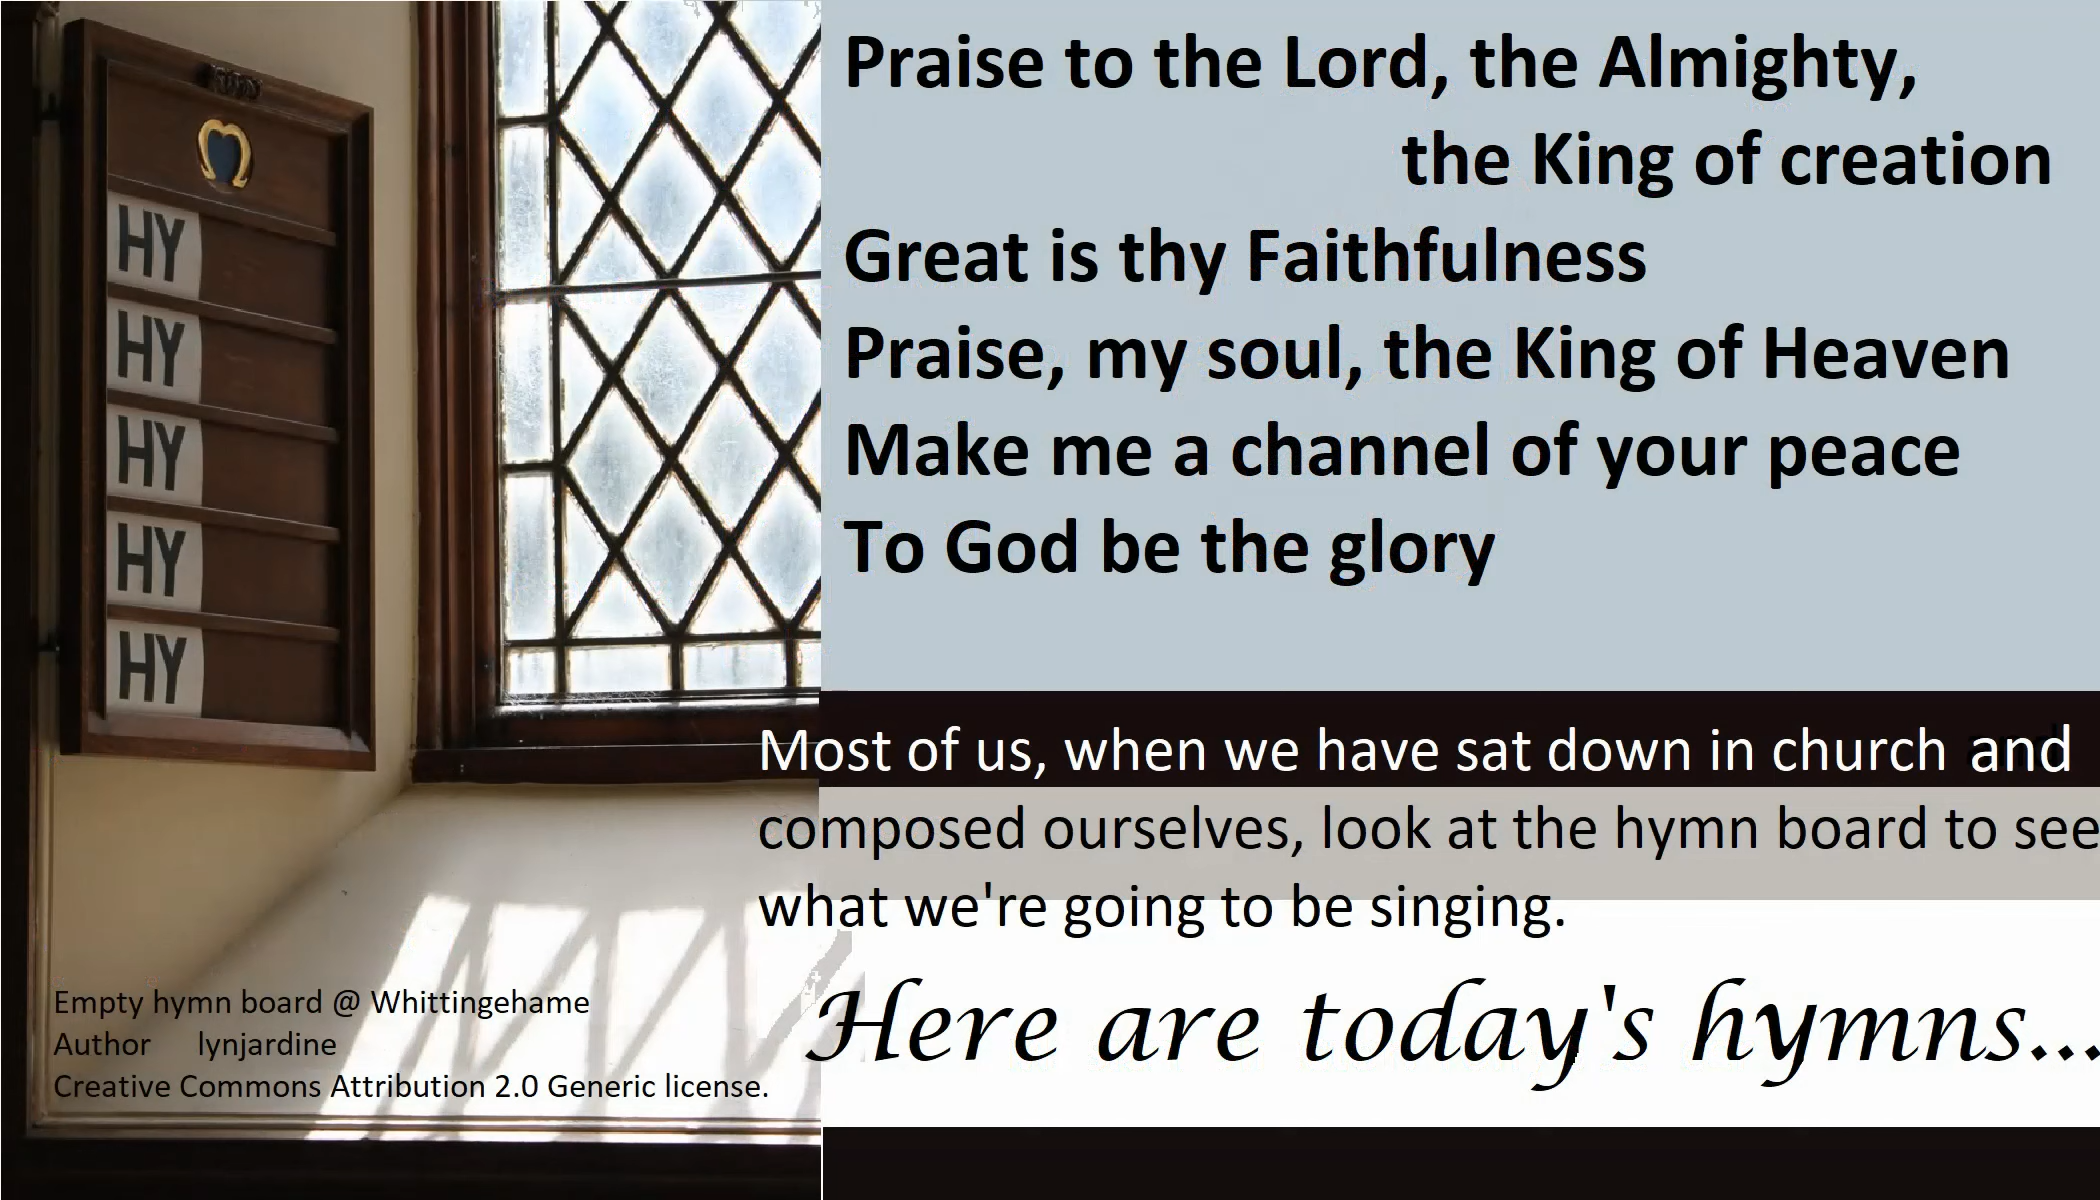 HY
HY
HY
HY
HY
Praise to the Lord, the Almighty,
the King of creation
Great is thy Faithfulness
Praise, my soul, the King of Heaven
Make me a channel of your peace
To God be the glory
Most of us, when we have sat down in church and
composed ourselves, look at the hymn board to see
what we're going to be singing.
Here are today's hymns...
Empty hymn board @ Whittingehame
Author lynjardine
Creative Commons Attribution 2.0 Generic license.